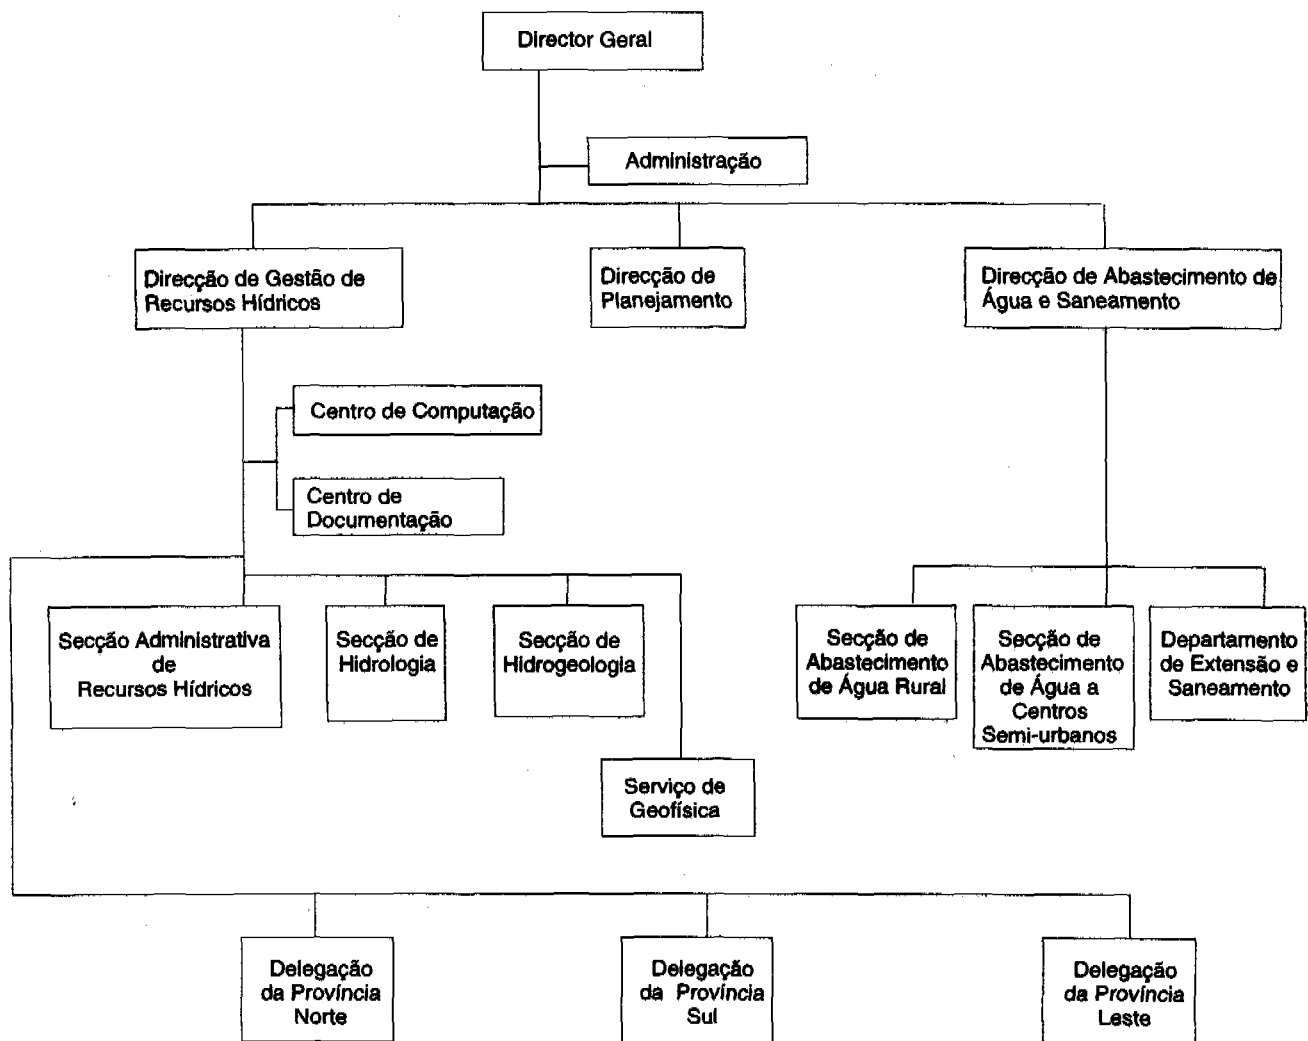 Director Geral
Administração
Direcção de Gestão de
Recursos Hídricos
Direcção de
Planejamento
Direcção de Abastecimento de
Água e Saneamento
Centro de Computação
Centro de
Documentação
Secção Administrativa
de
Recursos Hídricos
Secção de
Hidrologia
Secção de
Hidrogeologia
Secção de
Abastecimento
de Água Rural
Secção de
Abastecimento
de Água a
Centros
Semi-urbanos
Departamento
de Extensão e
Saneamento
Serviço de
Geofísica
Delegação
da Província
Norte
Delegação
da Província
Sul
Delegação
da Província
Leste